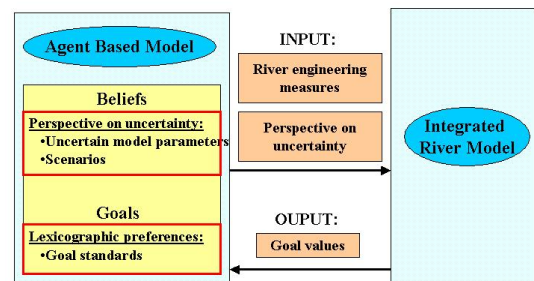 Agent Based Model
Beliefs
Perspective on uncertainty:
•Uncertain model parameters
•Scenarios
Goals
Lexicographic preferences:
•Goal standards
INPUT:
River engineering
measures
Perspective on
uncertainty
OUPUT:
Goal values
Integrated
River Model